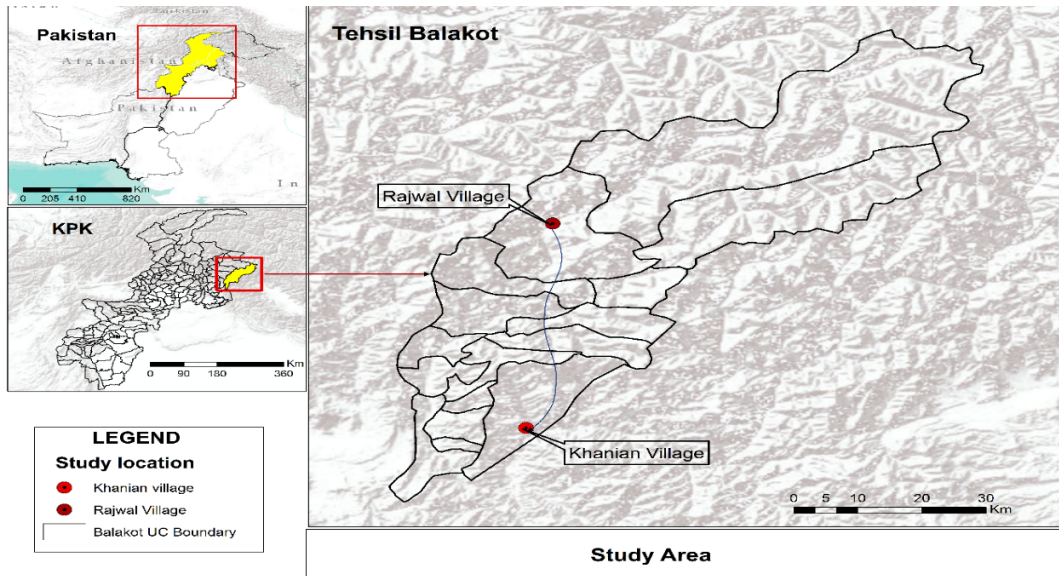 Pakistan
Afghanistan
Pakistan
In
Km
0 205 410 820
KPK
Km
0 90 180 360
LEGEND
Study location
Khanian village
Rajwal Village
Balakot UC Boundary
Tehsil Balakot
Rajwal Village
Khanian Village
0 5 10 20 30
Km
Study Area